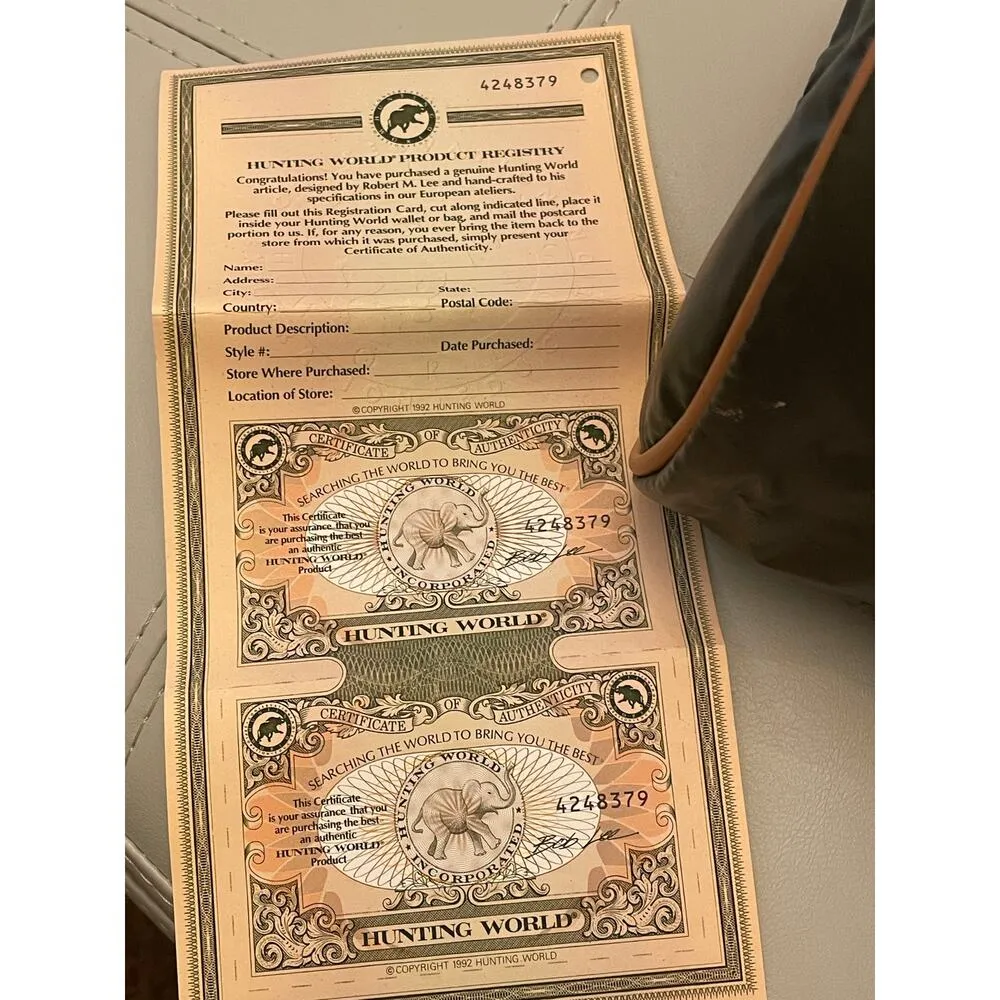 4248379
HUNTING WORLD® PRODUCT REGISTRY
Congratulations! You have purchased a genuine Hunting World
article, designed by Robert M. Lee and hand-crafted to his
specifications in our European ateliers.
Please fill out this Registration Card, cut along indicated line, place it
inside your Hunting World wallet or bag, and mail the postcard
portion to us. If, for any reason, you ever bring the item back to the
store from which it was purchased, simply present your
Certificate of Authenticity.
Name:
Address:
City: State:
Country: Postal Code:
Product Description:
Style #: Date Purchased:
Store Where Purchased:
Location of Store:
© COPYRIGHT 1992 HUNTING WORLD
CERTIFICATE OF AUTHENTICITY
SEARCHING THE WORLD TO BRING YOU THE BEST
This Certificate
is your assurance that you
are purchasing the best
an authentic
HUNTING WORLD®
Product
HUNTING WORLD
INCORPORATED
4248379
Bob Lee
HUNTING WORLD®
CERTIFICATE OF AUTHENTICITY
SEARCHING THE WORLD TO BRING YOU THE BEST
This Certificate
is your assurance that you
are purchasing the best
an authentic
HUNTING WORLD®
Product
HUNTING WORLD
INCORPORATED
4248379
Bob Lee
HUNTING WORLD®
© COPYRIGHT 1992 HUNTING WORLD